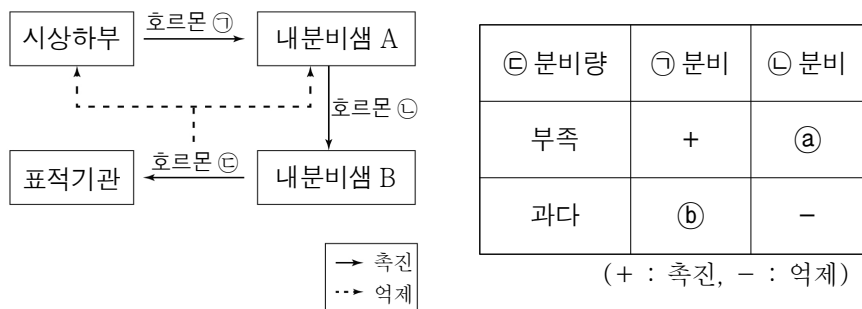 시상하부
호르몬 ㉠
내분비샘 A
호르몬 ㉡
표적기관
호르몬 ㉢
내분비샘 B
촉진
억제
㉢ 분비량 ㉠ 분비 ㉡ 분비
부족 + ⓐ
과다 ⓑ －
(+ : 촉진, － : 억제)